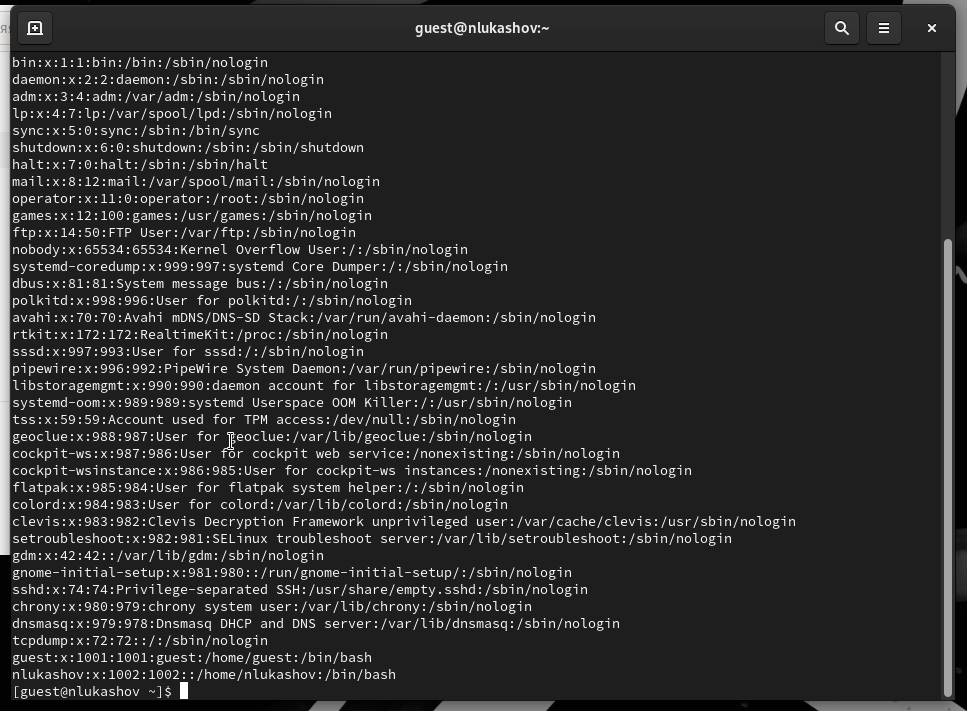 guest@nlukashov:~
bin:x:1:1:bin:/bin:/sbin/nologin
daemon:x:2:2:daemon:/sbin:/sbin/nologin
adm:x:3:4:adm:/var/adm:/sbin/nologin
lp:x:4:7:lp:/var/spool/lpd:/sbin/nologin
sync:x:5:0:sync:/sbin:/bin/sync
shutdown:x:6:0:shutdown:/sbin:/sbin/shutdown
halt:x:7:0:halt:/sbin:/sbin/halt
mail:x:8:12:mail:/var/spool/mail:/sbin/nologin
operator:x:11:0:operator:/root:/sbin/nologin
games:x:12:100:games:/usr/games:/sbin/nologin
ftp:x:14:50:FTP User:/var/ftp:/sbin/nologin
nobody:x:65534:65534:Kernel Overflow User:/:/sbin/nologin
systemd-coredump:x:999:997:systemd Core Dumper:/:/sbin/nologin
dbus:x:81:81:System message bus:/:/sbin/nologin
polkitd:x:998:996:User for polkitd:/:/sbin/nologin
avahi:x:70:70:Avahi mDNS/DNS-SD Stack:/var/run/avahi-daemon:/sbin/nologin
rtkit:x:172:172:RealtimeKit:/proc:/sbin/nologin
sssd:x:997:993:User for sssd:/:/sbin/nologin
pipewire:x:996:992:PipeWire System Daemon:/var/run/pipewire:/sbin/nologin
libstoragemgmt:x:990:990:daemon account for libstoragemgmt:/:/usr/sbin/nologin
systemd-oom:x:989:989:systemd Userspace OOM Killer:/:/usr/sbin/nologin
tss:x:59:59:Account used for TPM access:/dev/null:/sbin/nologin
geoclue:x:988:987:User for geoclue:/var/lib/geoclue:/sbin/nologin
cockpit-ws:x:987:986:User for cockpit web service:/nonexisting:/sbin/nologin
cockpit-wsinstance:x:986:985:User for cockpit-ws instances:/nonexisting:/sbin/nologin
flatpak:x:985:984:User for flatpak system helper:/:/sbin/nologin
colord:x:984:983:User for colord:/var/lib/colord:/sbin/nologin
clevis:x:983:982:Clevis Decryption Framework unprivileged user:/var/cache/clevis:/usr/sbin/nologin
setroubleshoot:x:982:981:SELinux troubleshoot server:/var/lib/setroubleshoot:/sbin/nologin
gdm:x:42:42::/var/lib/gdm:/sbin/nologin
gnome-initial-setup:x:981:980::/run/gnome-initial-setup/:/sbin/nologin
sshd:x:74:74:Privilege-separated SSH:/usr/share/empty.sshd:/sbin/nologin
chrony:x:980:979:chrony system user:/var/lib/chrony:/sbin/nologin
dnsmasq:x:979:978:Dnsmasq DHCP and DNS server:/var/lib/dnsmasq:/sbin/nologin
tcpdump:x:72:72::/:/sbin/nologin
guest:x:1001:1001:guest:/home/guest:/bin/bash
nlukashov:x:1002:1002::/home/nlukashov:/bin/bash
[guest@nlukashov ~]$